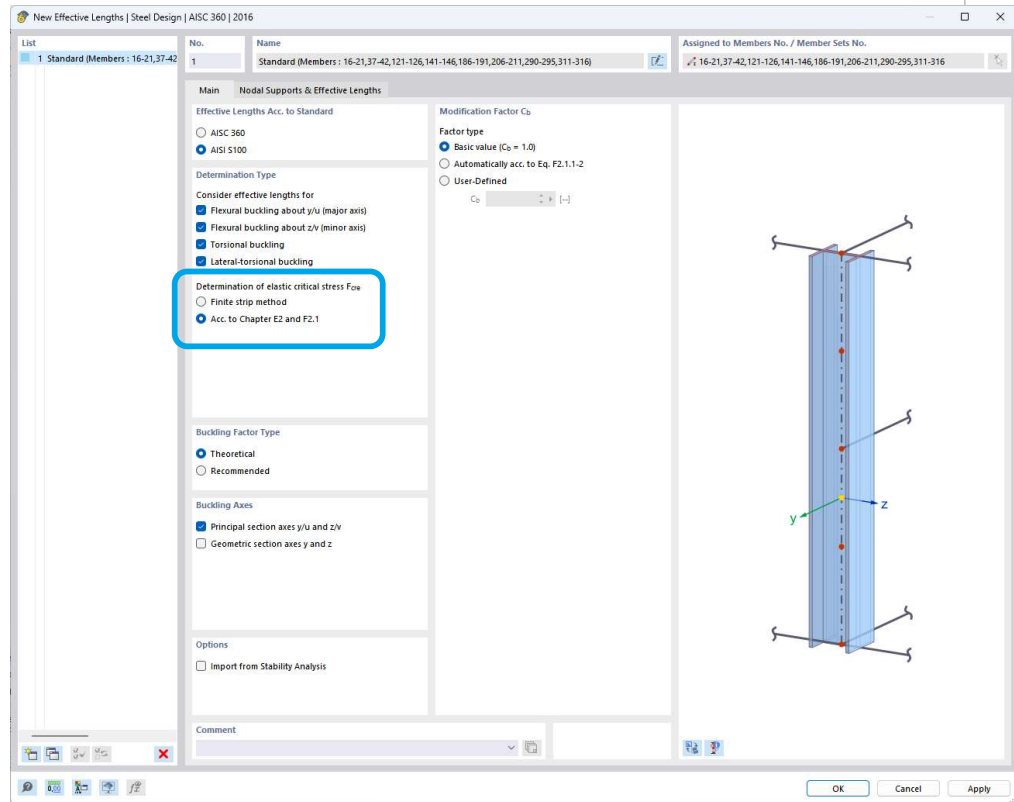 New Effective Lengths | Steel Design | AISC 360 | 2016
List
1 Standard (Members : 16-21,37-42
No.
1
Name
Standard (Members : 16-21,37-42,121-126,141-146,186-191,206-211,290-295,311-316)
Assigned to Members No. / Member Sets No.
16-21,37-42,121-126,141-146,186-191,206-211,290-295,311-316
Main
Nodal Supports & Effective Lengths
Effective Lengths Acc. to Standard
AISC 360
AISI S100
Determination Type
Consider effective lengths for
Flexural buckling about y/u (major axis)
Flexural buckling about z/v (minor axis)
Torsional buckling
Lateral-torsional buckling
Determination of elastic critical stress Fcre
Finite strip method
Acc. to Chapter E2 and F2.1
Buckling Factor Type
Theoretical
Recommended
Buckling Axes
Principal section axes y/u and z/v
Geometric section axes y and z
Options
Import from Stability Analysis
Modification Factor Cb
Factor type
Basic value (Cb = 1.0)
Automatically acc. to Eq. F2.1.1-2
User-Defined
Cb
[--]
Comment
y
z
0,00
OK
Cancel
Apply